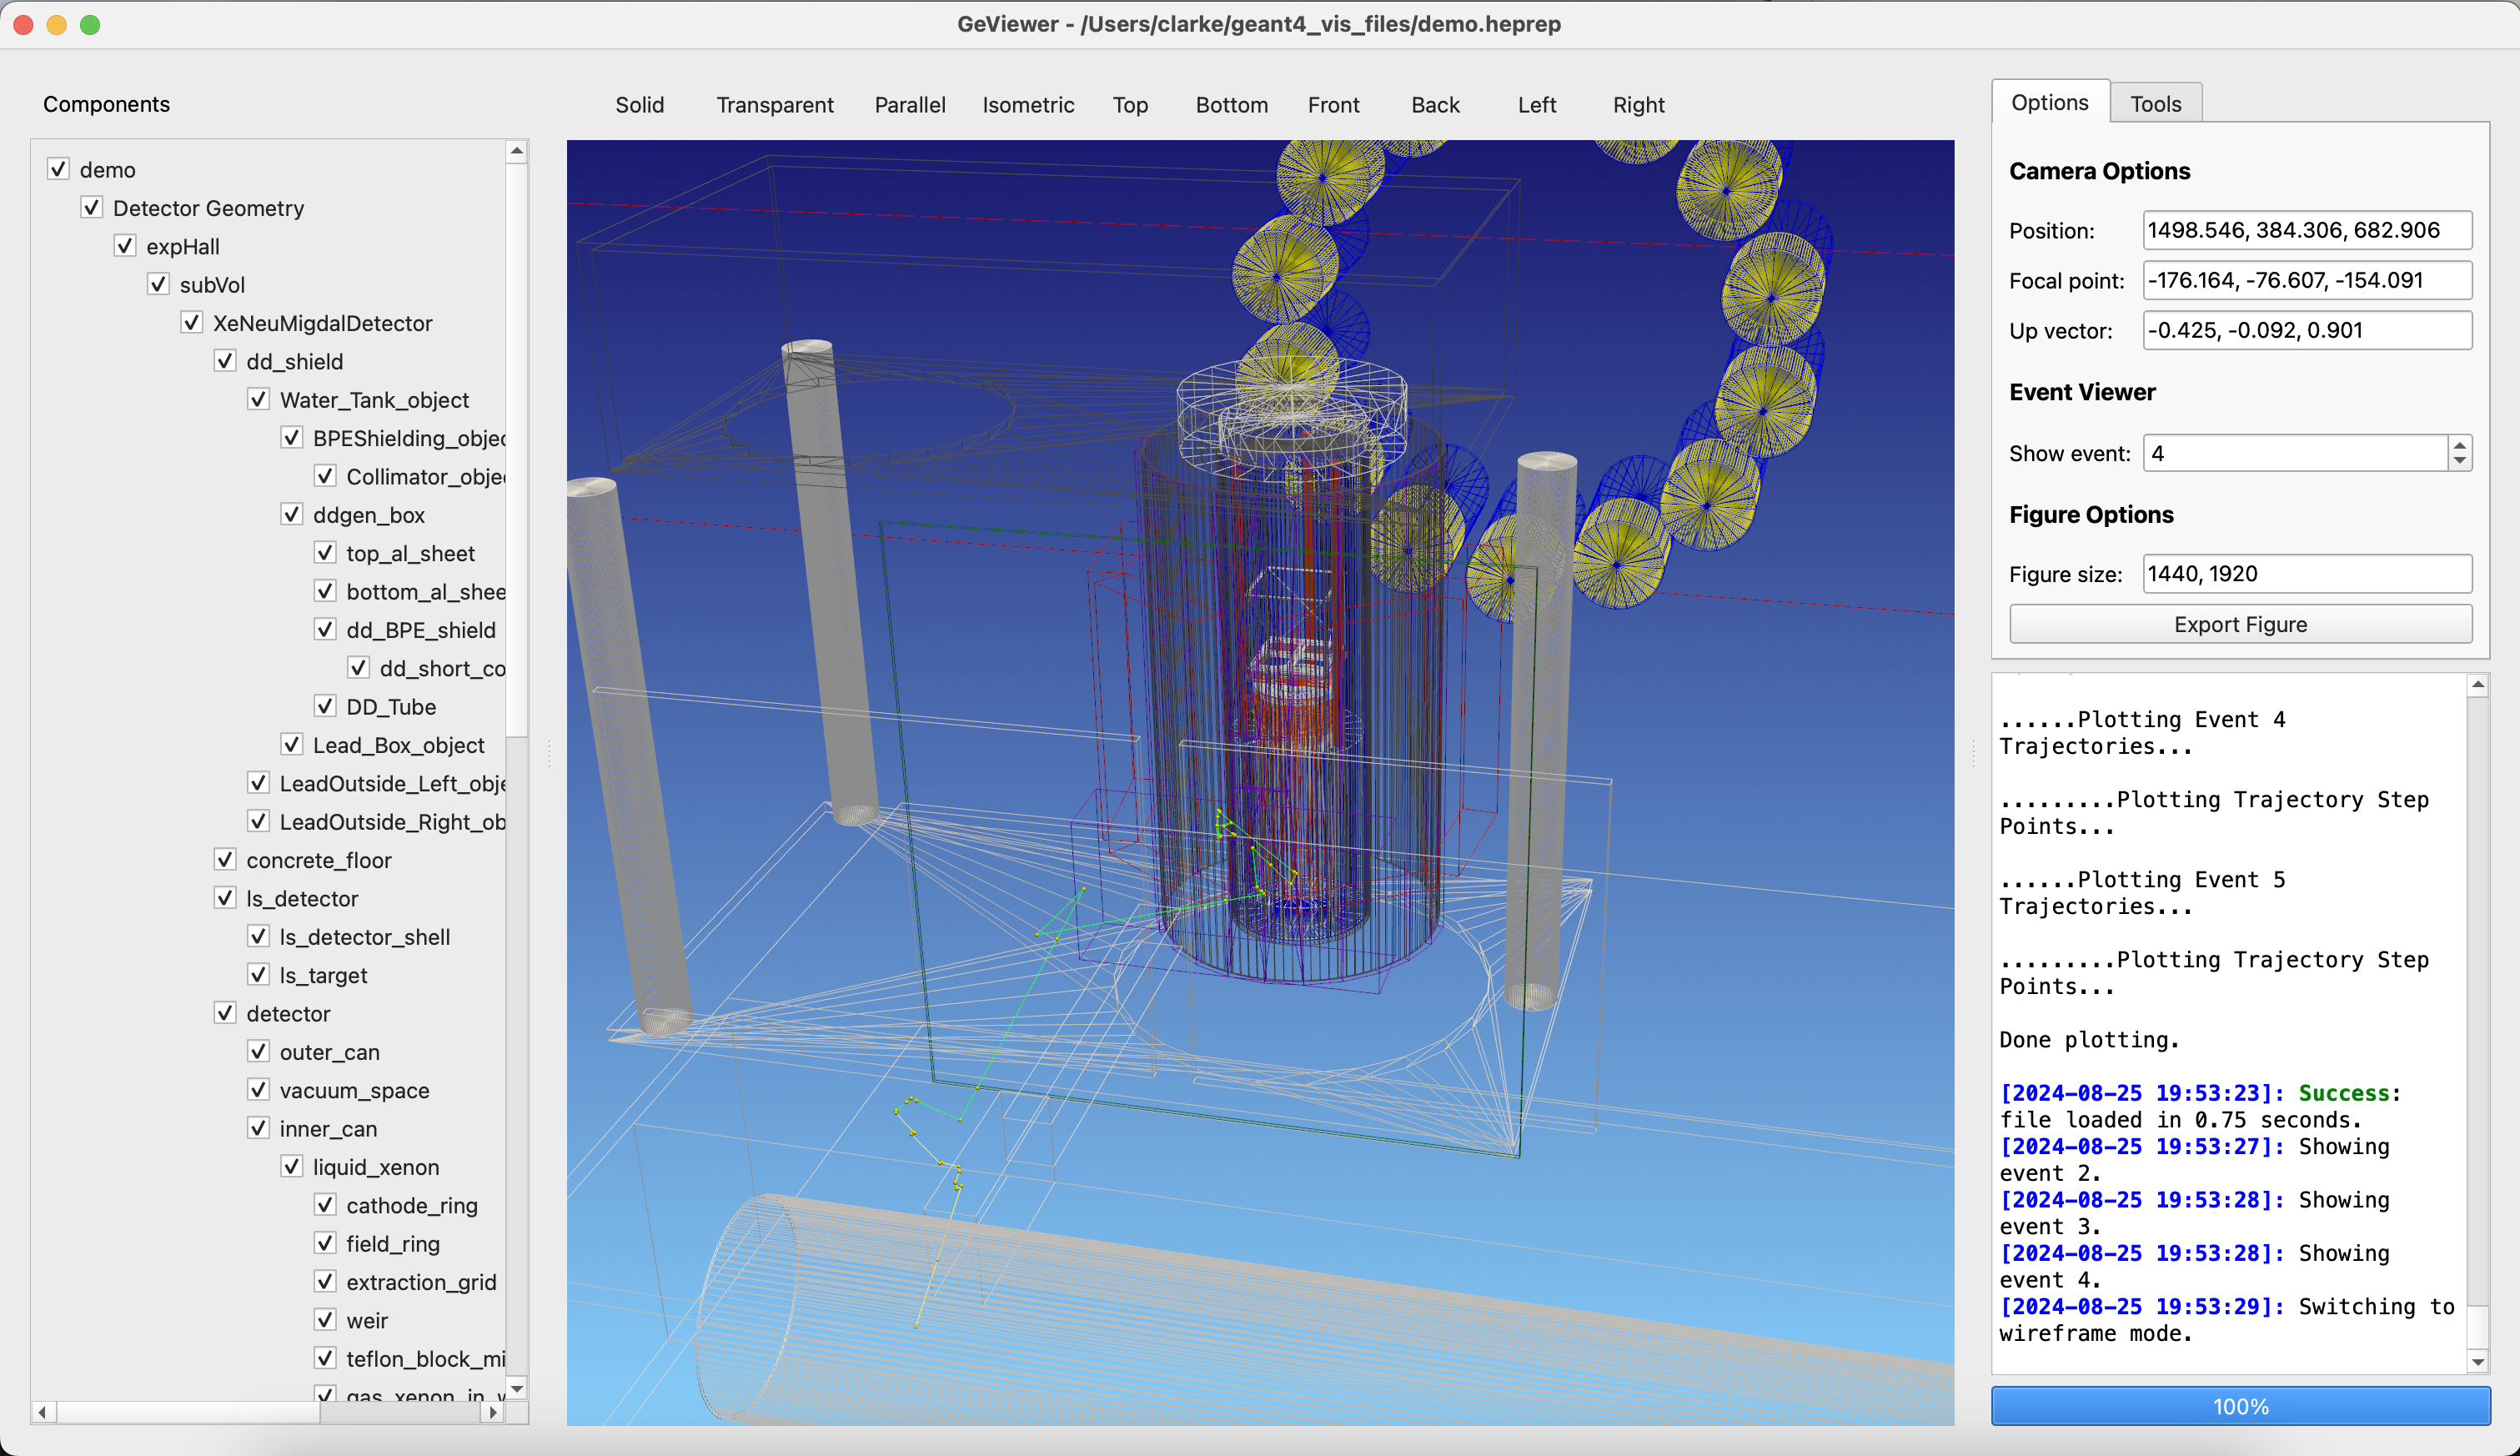 GeViewer - /Users/clarke/geant4_vis_files/demo.heprep
Components
demo
Detector Geometry
expHall
subVol
XeNeuMigdalDetector
dd_shield
Water_Tank_object
BPEShielding_objec
Collimator_obje
ddgen_box
top_al_sheet
bottom_al_shee
dd_BPE_shield
dd_short_co
DD_Tube
Lead_Box_object
LeadOutside_Left_obje
LeadOutside_Right_ob
concrete_floor
ls_detector
ls_detector_shell
ls_target
detector
outer_can
vacuum_space
inner_can
liquid_xenon
cathode_ring
field_ring
extraction_grid
weir
teflon_block_mi
gas_xenon_in_v
Solid Transparent Parallel Isometric Top Bottom Front Back Left Right
Options Tools
Camera Options
Position: 1498.546, 384.306, 682.906
Focal point: -176.164, -76.607, -154.091
Up vector: -0.425, -0.092, 0.901
Event Viewer
Show event: 4
Figure Options
Figure size: 1440, 1920
Export Figure
......Plotting Event 4
Trajectories...
.........Plotting Trajectory Step
Points...
......Plotting Event 5
Trajectories...
.........Plotting Trajectory Step
Points...
Done plotting.
[2024-08-25 19:53:23]: Success:
file loaded in 0.75 seconds.
[2024-08-25 19:53:27]: Showing
event 2.
[2024-08-25 19:53:28]: Showing
event 3.
[2024-08-25 19:53:28]: Showing
event 4.
[2024-08-25 19:53:29]: Switching to
wireframe mode.
100%